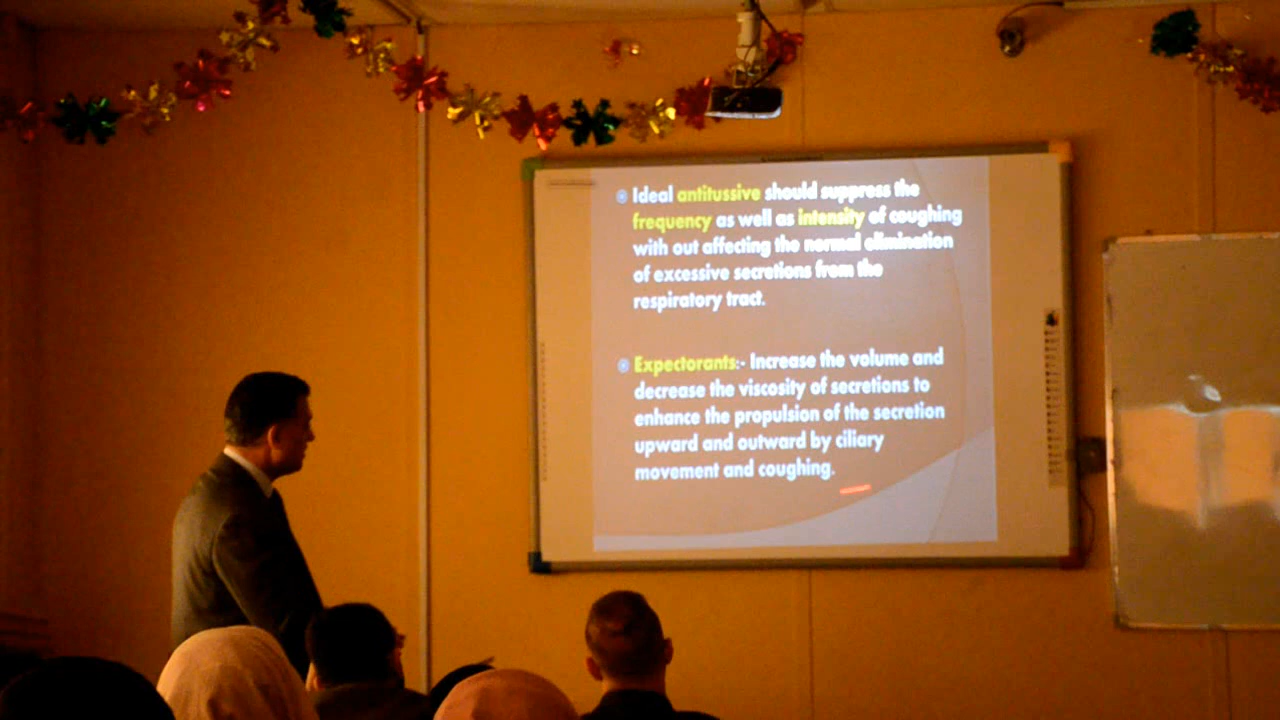 Ideal antitussive should suppress the
frequency as well as intensity of coughing
with out affecting the normal elimination
of excessive secretions from the
respiratory tract.
Expectorants:- Increase the volume and
decrease the viscosity of secretions to
enhance the propulsion of the secretion
upward and outward by ciliary
movement and coughing.